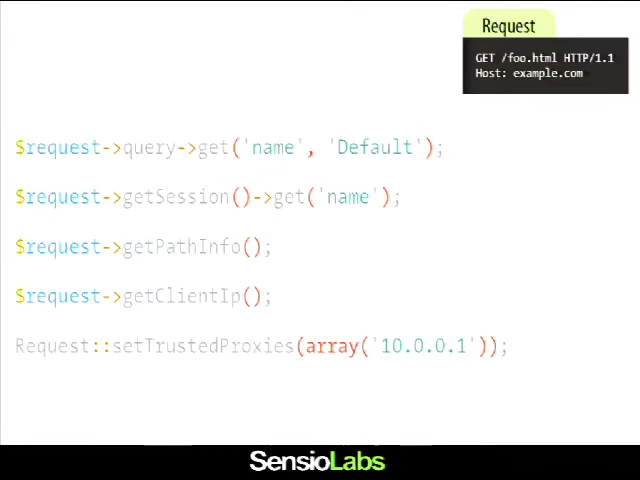 Request
GET /foo.html HTTP/1.1
Host: example.com
$request->query->get('name', 'Default');
$request->getSession()->get('name');
$request->getPathInfo();
$request->getClientIp();
Request::setTrustedProxies(array('10.0.0.1'));
SensioLabs